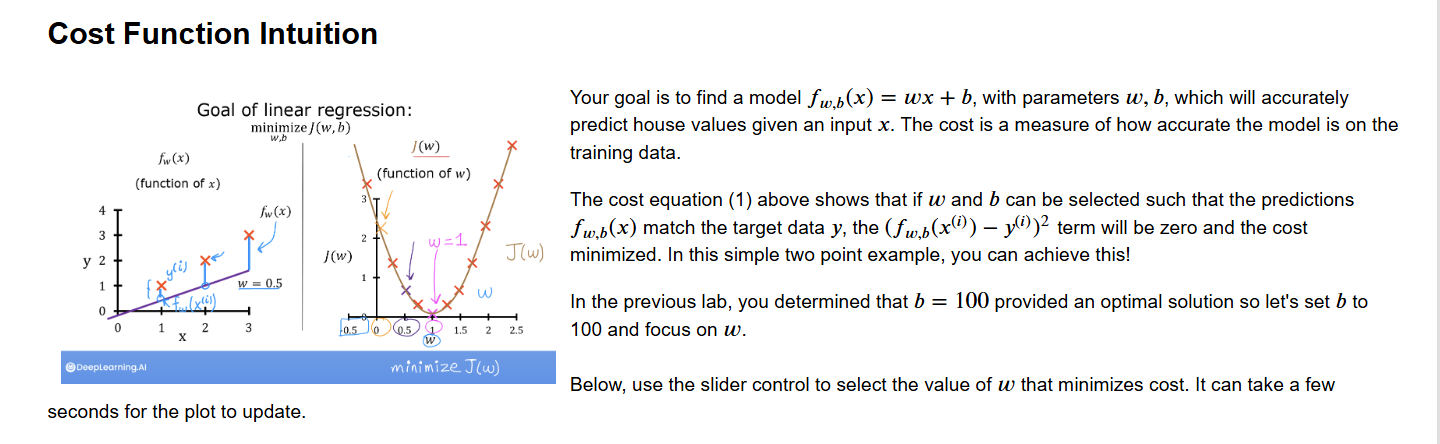 Cost Function Intuition
Goal of linear regression:
minimize J(w, b)
w,b
fw(x)
(function of x)
J(w)
(function of w)
4
3
y 2
1
0
0 1 2 3
x
fw(x)
y(i)
fw(x(i))
w = 0.5
3
2
J(w)
1
0
-0.5 0 0.5 1 1.5 2 2.5
w
w=1
J(w)
w
DeepLearning.AI
minimize J(w)
Your goal is to find a model fw,b(x) = wx + b, with parameters w, b, which will accurately
predict house values given an input x. The cost is a measure of how accurate the model is on the
training data.
The cost equation (1) above shows that if w and b can be selected such that the predictions
fw,b(x) match the target data y, the (fw,b(x(i)) − y(i))² term will be zero and the cost
minimized. In this simple two point example, you can achieve this!
In the previous lab, you determined that b = 100 provided an optimal solution so let's set b to
100 and focus on w.
Below, use the slider control to select the value of w that minimizes cost. It can take a few
seconds for the plot to update.